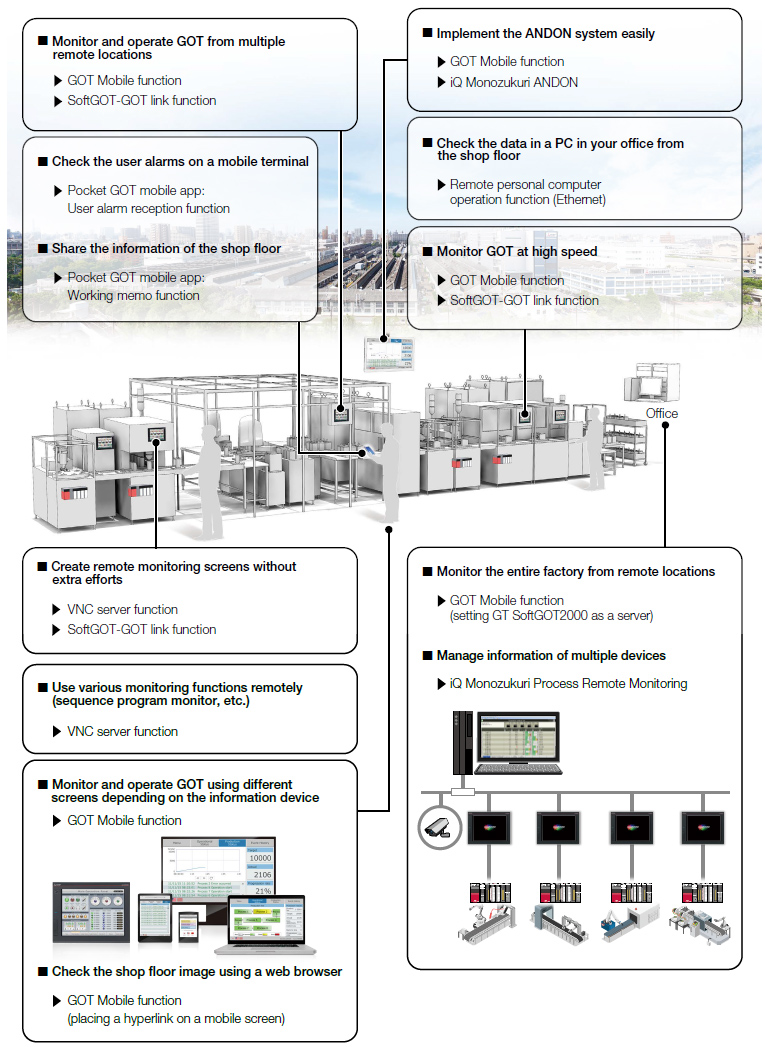 ■ Monitor and operate GOT from multiple
remote locations
▶ GOT Mobile function
▶ SoftGOT-GOT link function
■ Check the user alarms on a mobile terminal
▶ Pocket GOT mobile app:
User alarm reception function
■ Share the information of the shop floor
▶ Pocket GOT mobile app:
Working memo function
■ Implement the ANDON system easily
▶ GOT Mobile function
▶ iQ Monozukuri ANDON
■ Check the data in a PC in your office from
the shop floor
▶ Remote personal computer
operation function (Ethernet)
■ Monitor GOT at high speed
▶ GOT Mobile function
▶ SoftGOT-GOT link function
Office
■ Create remote monitoring screens without
extra efforts
▶ VNC server function
▶ SoftGOT-GOT link function
■ Use various monitoring functions remotely
(sequence program monitor, etc.)
▶ VNC server function
■ Monitor and operate GOT using different
screens depending on the information device
▶ GOT Mobile function
10000
2106
21%
■ Check the shop floor image using a web browser
▶ GOT Mobile function
(placing a hyperlink on a mobile screen)
■ Monitor the entire factory from remote locations
▶ GOT Mobile function
(setting GT SoftGOT2000 as a server)
■ Manage information of multiple devices
▶ iQ Monozukuri Process Remote Monitoring